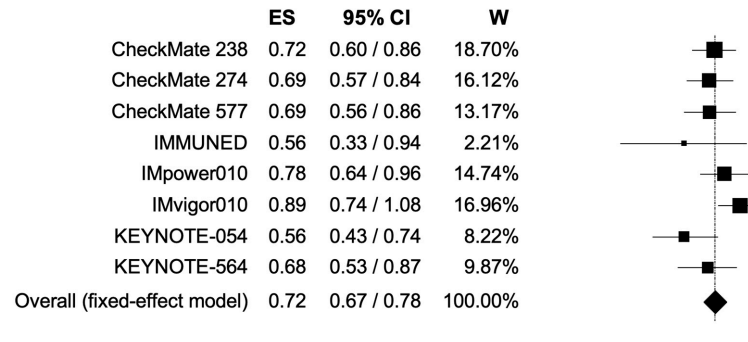 ES 95% CI W
CheckMate 238 0.72 0.60 / 0.86 18.70%
CheckMate 274 0.69 0.57 / 0.84 16.12%
CheckMate 577 0.69 0.56 / 0.86 13.17%
IMMUNED 0.56 0.33 / 0.94 2.21%
IMpower010 0.78 0.64 / 0.96 14.74%
IMvigor010 0.89 0.74 / 1.08 16.96%
KEYNOTE-054 0.56 0.43 / 0.74 8.22%
KEYNOTE-564 0.68 0.53 / 0.87 9.87%
Overall (fixed-effect model) 0.72 0.67 / 0.78 100.00%